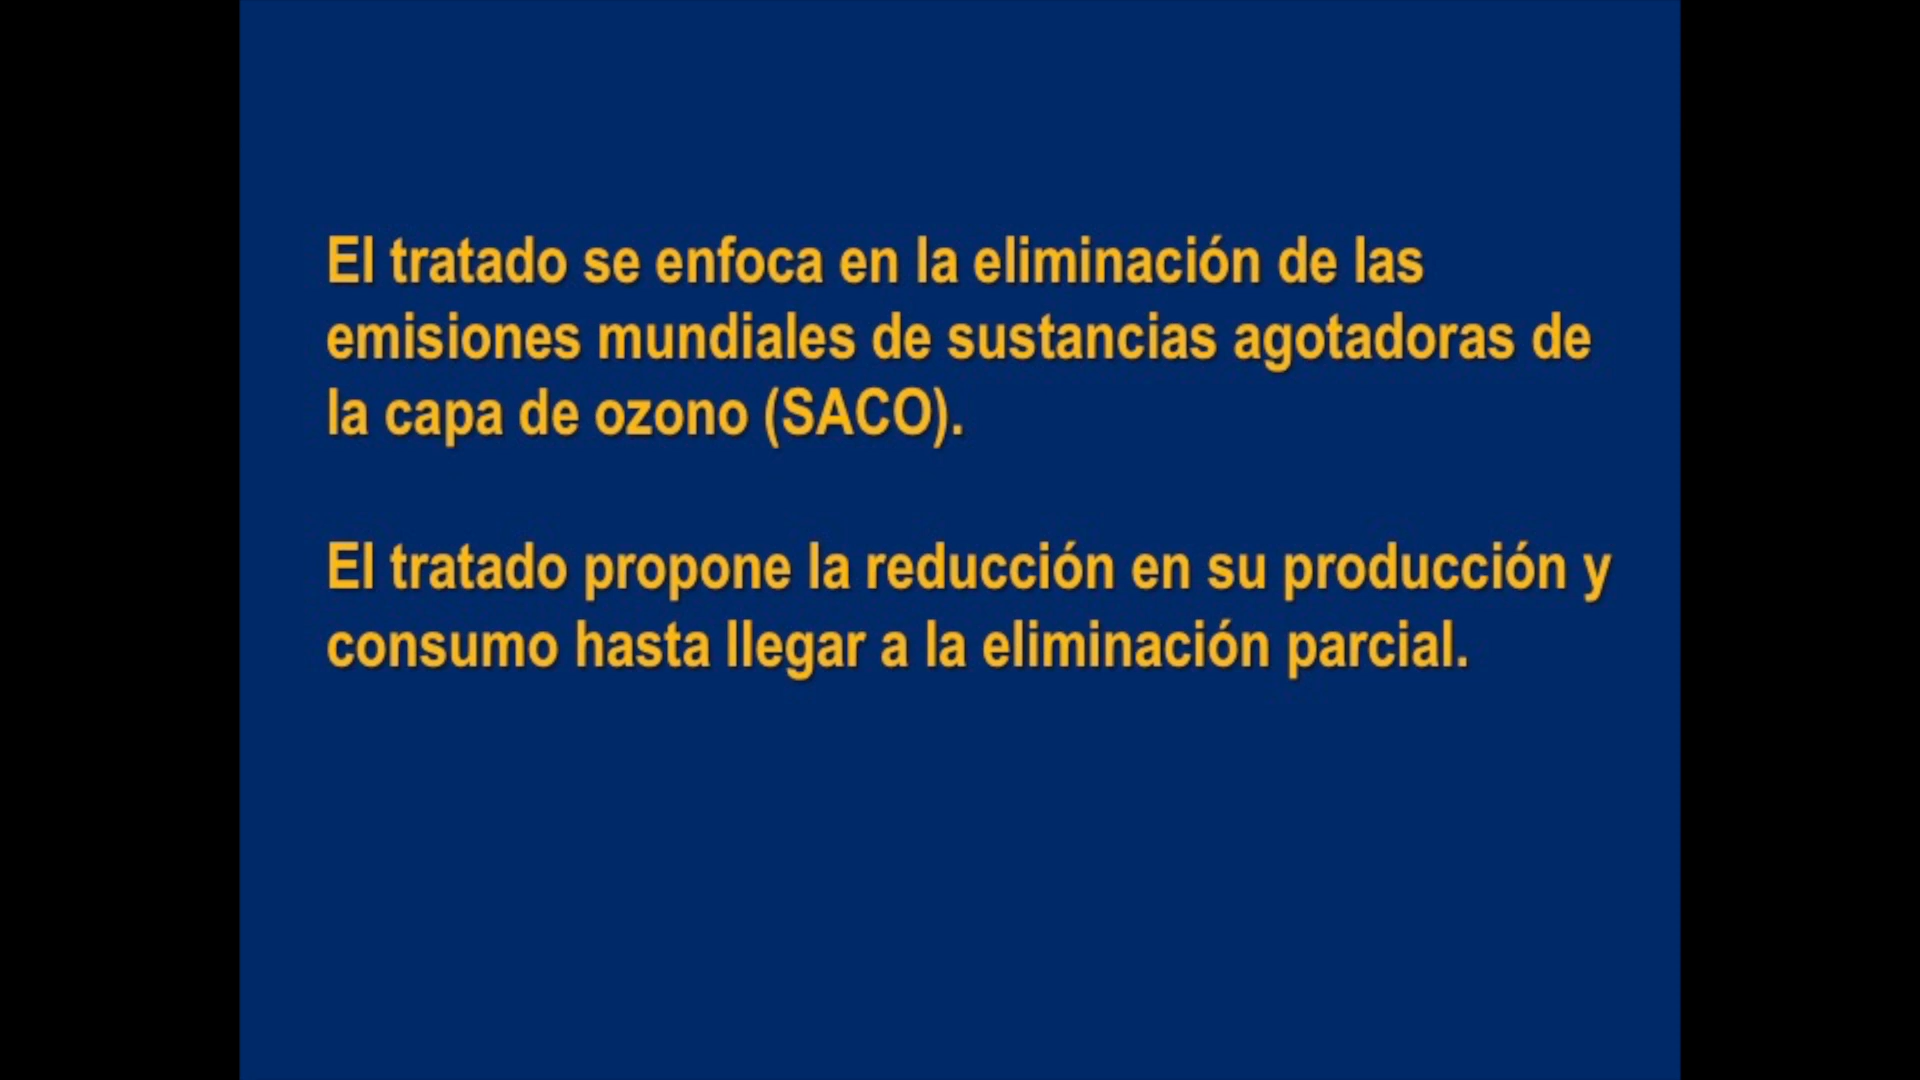 El tratado se enfoca en la eliminación de las
emisiones mundiales de sustancias agotadoras de
la capa de ozono (SACO).
El tratado propone la reducción en su producción y
consumo hasta llegar a la eliminación parcial.